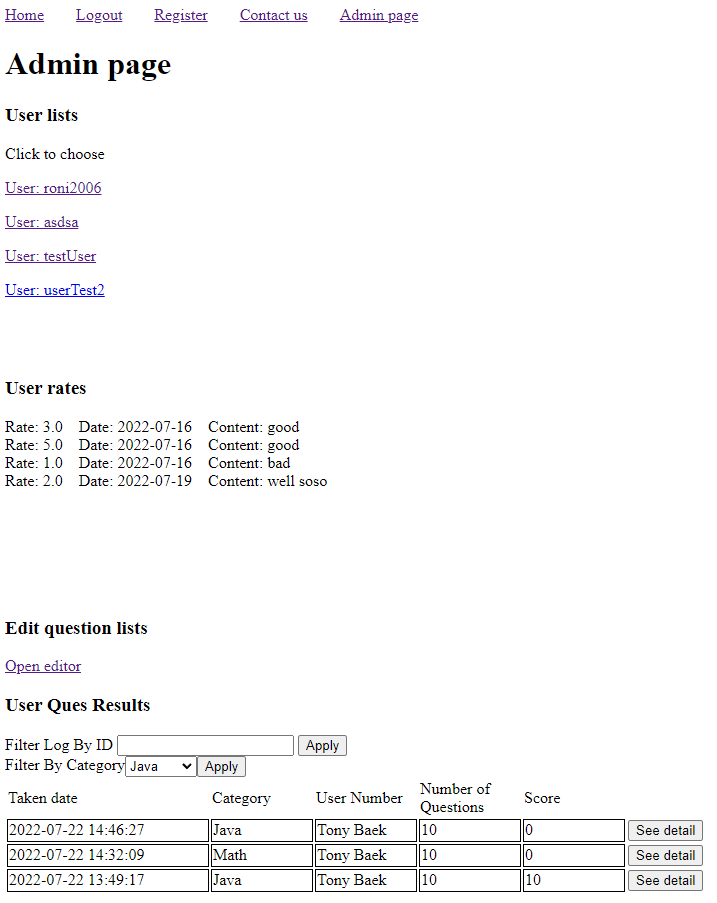 Home Logout Register Contact us Admin page
Admin page
User lists
Click to choose
User: roni2006
User: asdsa
User: testUser
User: userTest2
User rates
Rate: 3.0 Date: 2022-07-16 Content: good
Rate: 5.0 Date: 2022-07-16 Content: good
Rate: 1.0 Date: 2022-07-16 Content: bad
Rate: 2.0 Date: 2022-07-19 Content: well soso
Edit question lists
Open editor
User Ques Results
Filter Log By ID Apply
Filter By Category Java Apply
Taken date Category User Number Number of Questions Score
2022-07-22 14:46:27 Java Tony Baek 10 0 See detail
2022-07-22 14:32:09 Math Tony Baek 10 0 See detail
2022-07-22 13:49:17 Java Tony Baek 10 10 See detail